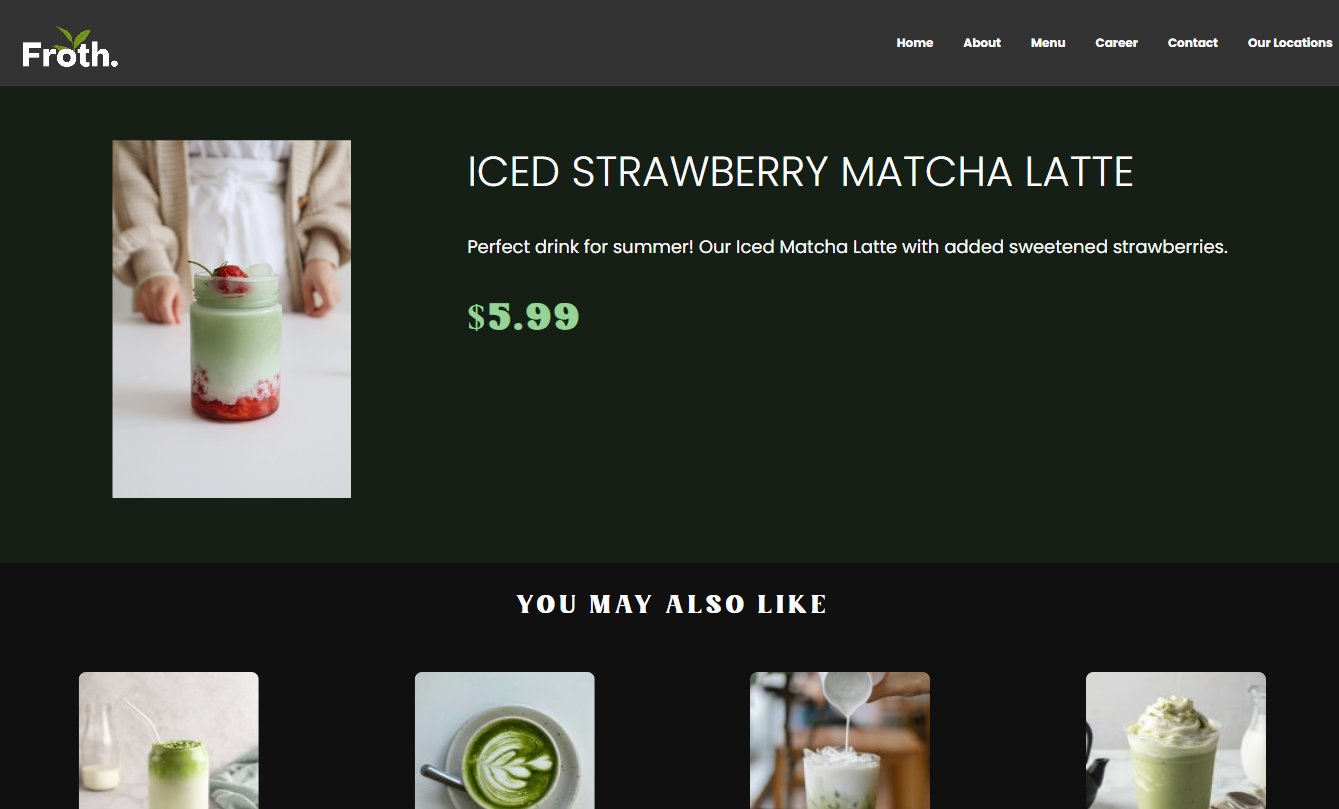 Froth.
Home About Menu Career Contact Our Locations
ICED STRAWBERRY MATCHA LATTE
Perfect drink for summer! Our Iced Matcha Latte with added sweetened strawberries.
$5.99
YOU MAY ALSO LIKE